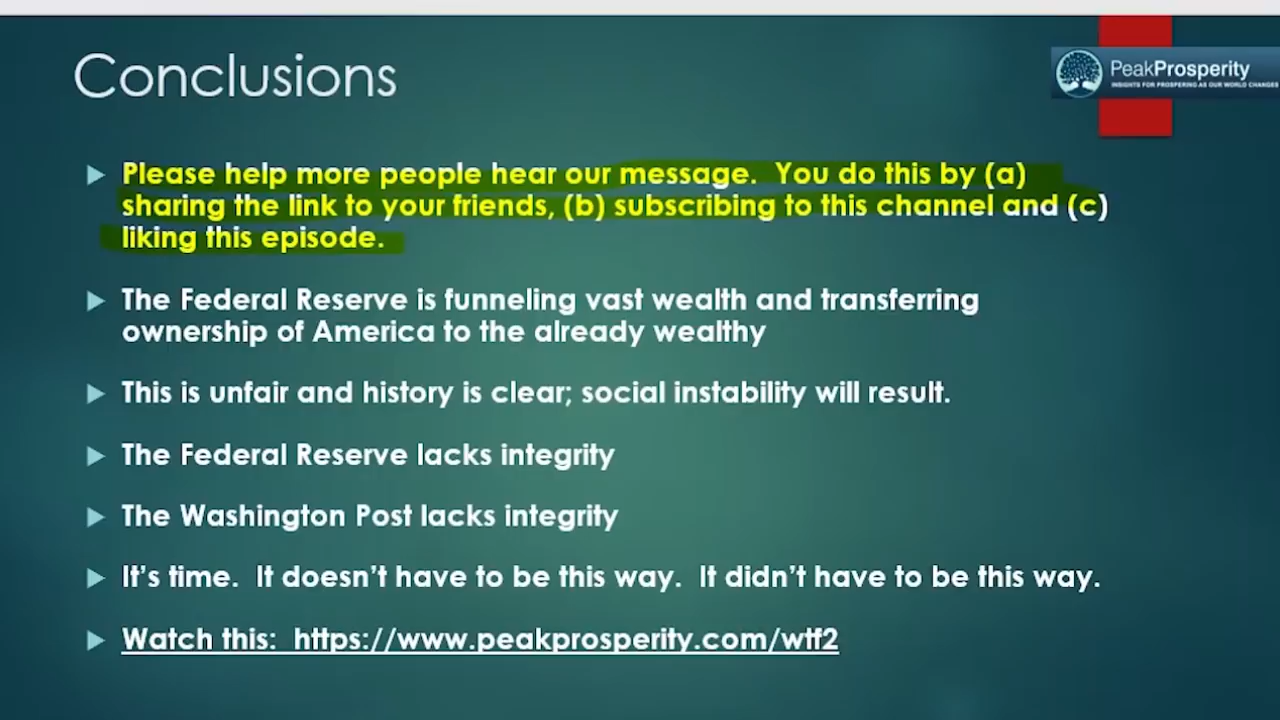 Conclusions
PeakProsperity
INSIGHTS FOR PROSPERING AS OUR WORLD CHANGES
Please help more people hear our message.  You do this by (a)
sharing the link to your friends, (b) subscribing to this channel and (c)
liking this episode.
The Federal Reserve is funneling vast wealth and transferring
ownership of America to the already wealthy
This is unfair and history is clear; social instability will result.
The Federal Reserve lacks integrity
The Washington Post lacks integrity
It's time.  It doesn't have to be this way.  It didn't have to be this way.
Watch this:  https://www.peakprosperity.com/wtf2